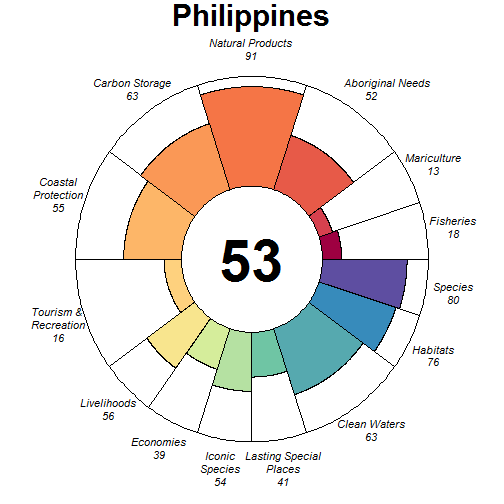 Philippines
Natural Products
91
Carbon Storage
63
Aboriginal Needs
52
Mariculture
13
Coastal
Protection
55
Fisheries
18
53
Species
80
Tourism &
Recreation
16
Habitats
76
Livelihoods
56
Clean Waters
63
Economies
39
Iconic
Species
54
Lasting Special
Places
41